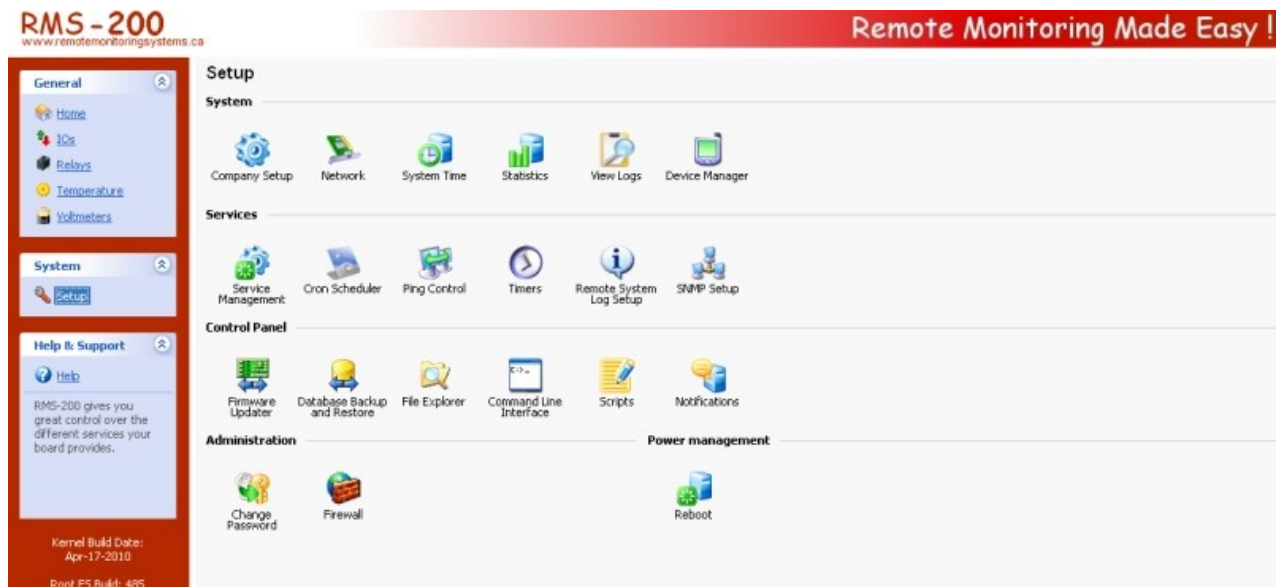 RMS-200
www.remotemonitoringsystems.ca
Remote Monitoring Made Easy !
General
Home
IOs
Relays
Temperature
Voltmeters
System
Setup
Help & Support
Help
RMS-200 gives you
great control over the
different services your
board provides.
Kernel Build Date:
Apr-17-2010
Root FS Build: 485
Setup
System
Company Setup
Network
System Time
Statistics
View Logs
Device Manager
Services
Service
Management
Cron Scheduler
Ping Control
Timers
Remote System
Log Setup
SNMP Setup
Control Panel
Firmware
Updater
Database Backup
and Restore
File Explorer
Command Line
Interface
Scripts
Notifications
Administration
Change
Password
Firewall
Power management
Reboot